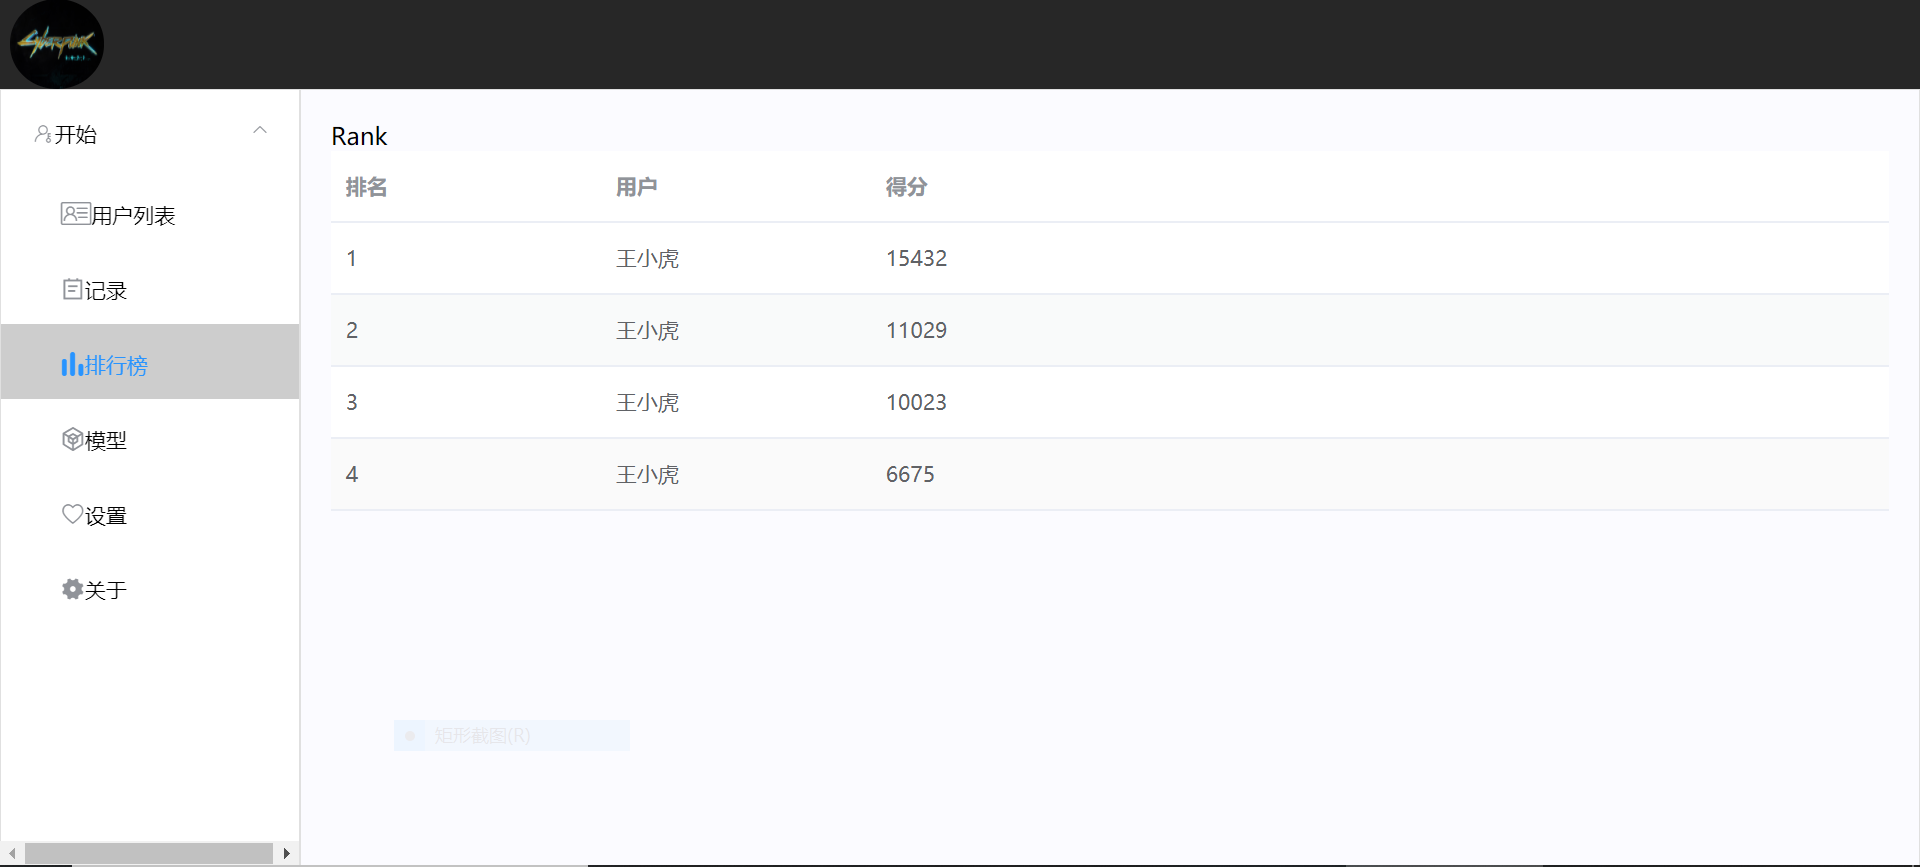 Cyberpunk
开始
用户列表
记录
排行榜
模型
设置
关于
Rank
排名 用户 得分
1 王小虎 15432
2 王小虎 11029
3 王小虎 10023
4 王小虎 6675
矩形截图(R)